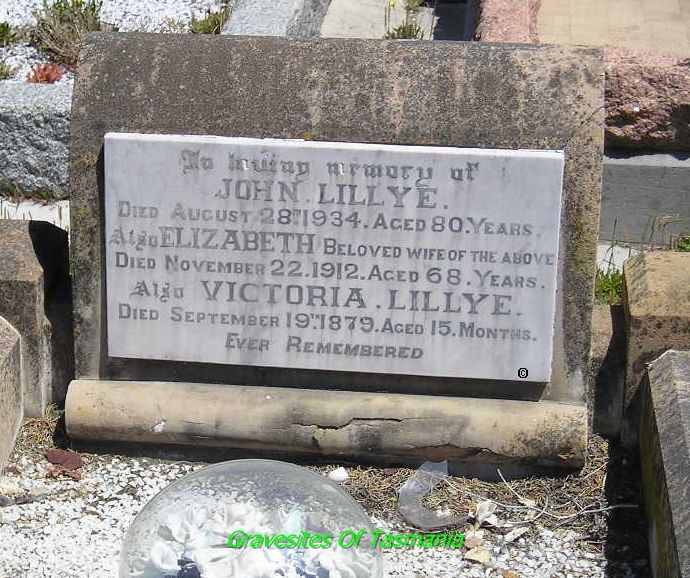 In loving memory of
JOHN LILLYE.
DIED AUGUST 28TH 1934. AGED 80. YEARS.
Also ELIZABETH BELOVED WIFE OF THE ABOVE
DIED NOVEMBER 22. 1912. AGED 68. YEARS.
Also VICTORIA. LILLYE.
DIED SEPTEMBER 19TH. 1879. AGED 15. MONTHS.
EVER REMEMBERED
©
Gravesites Of Tasmania